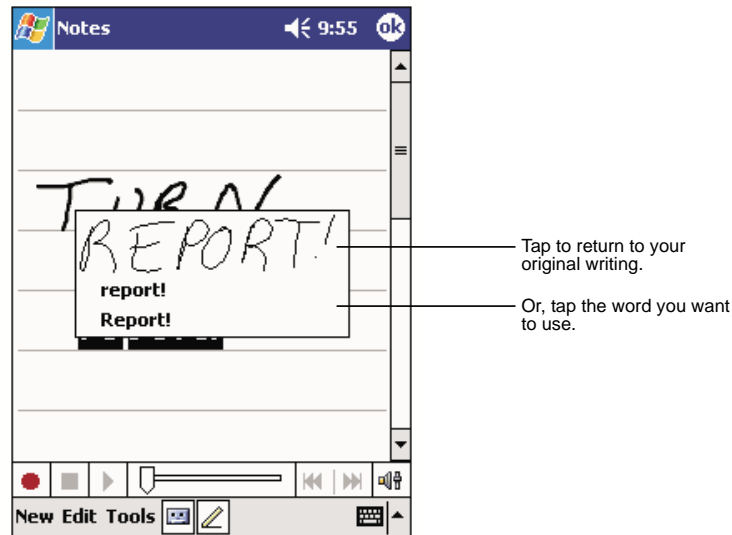 Notes 9:55 ok
TURN
REPORT!
Tap to return to your
original writing.
report!
Or, tap the word you want
to use.
Report!
New Edit Tools